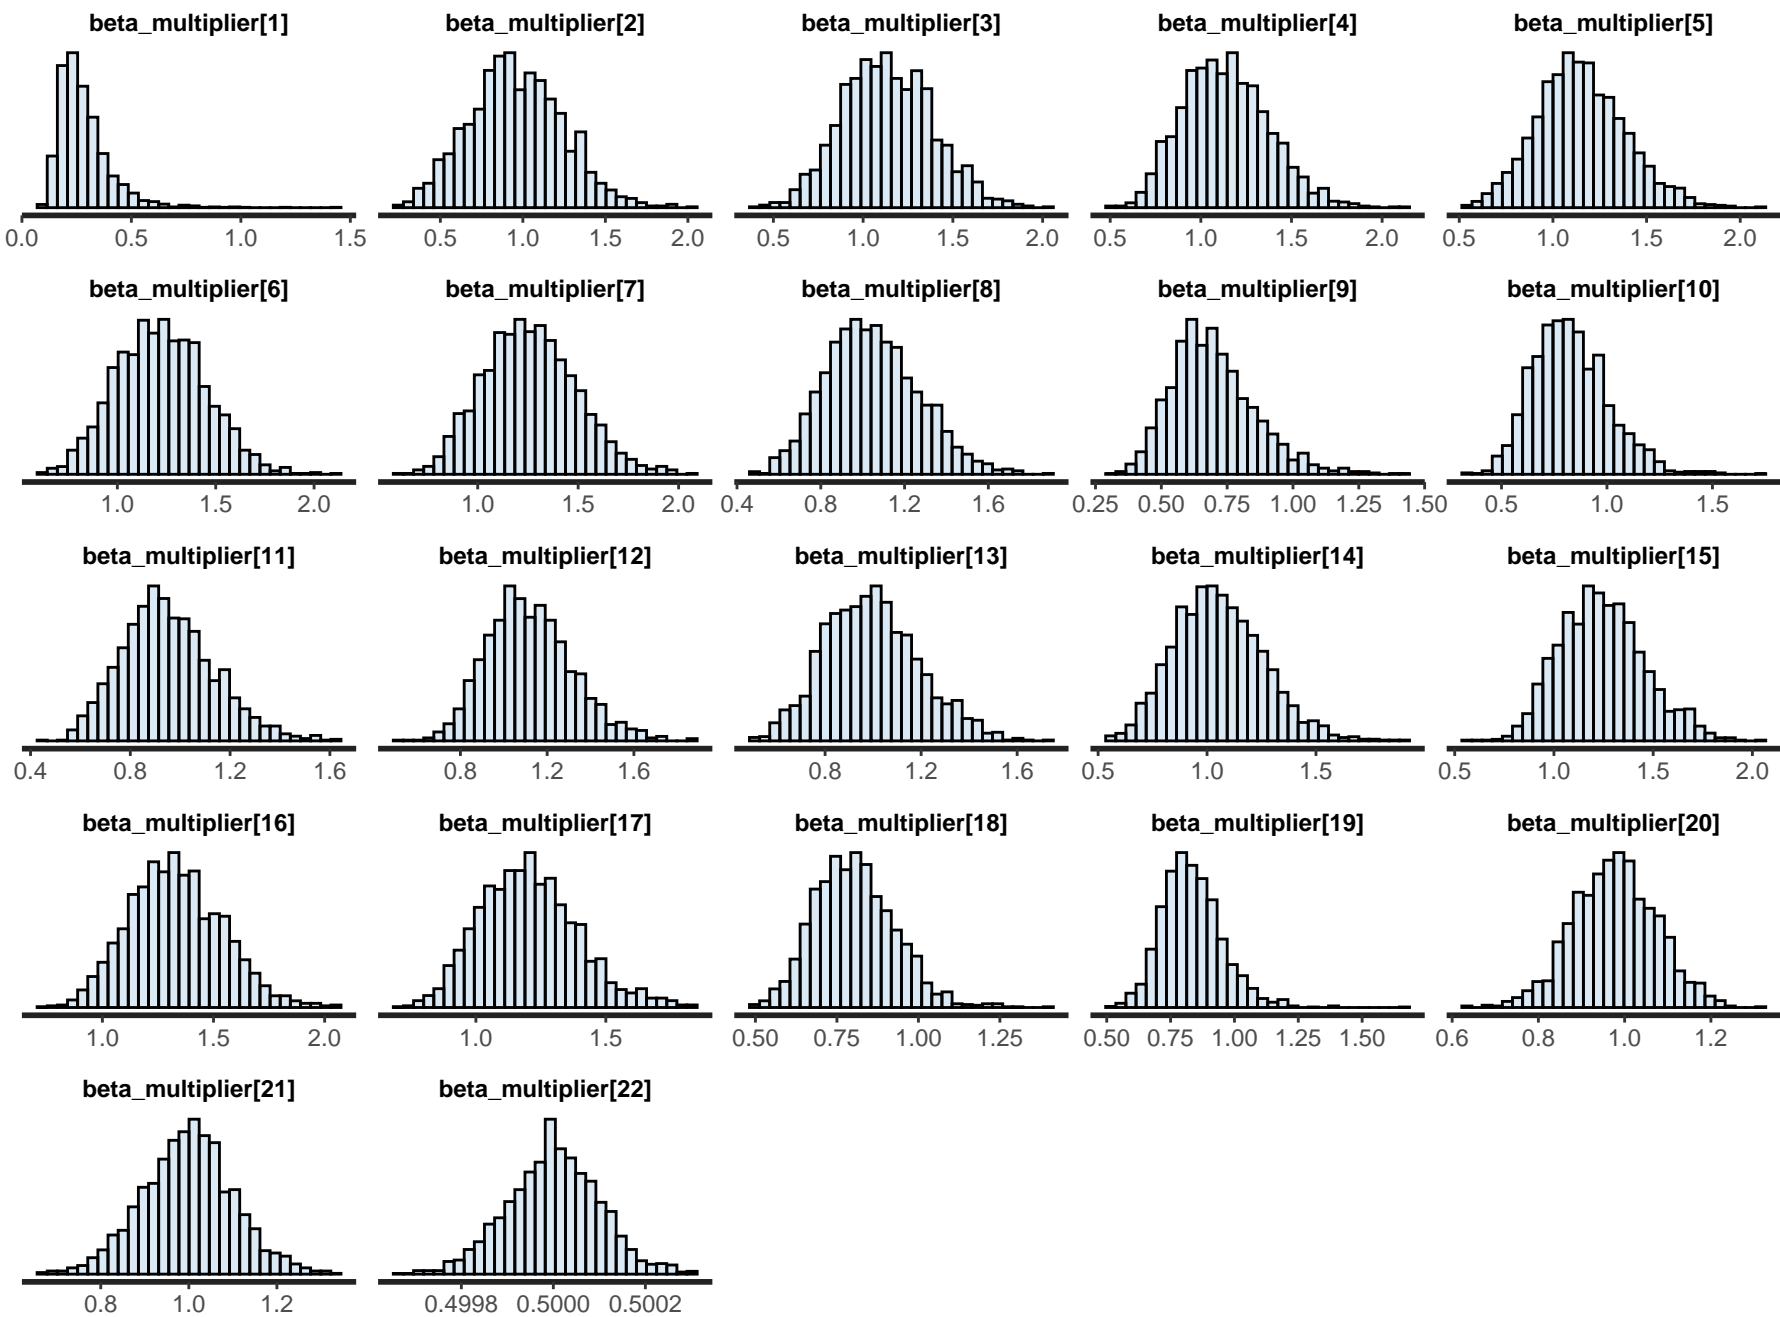 beta_multiplier[1] beta_multiplier[2] beta_multiplier[3] beta_multiplier[4] beta_multiplier[5]
0.0 0.5 1.0 1.5 0.5 1.0 1.5 2.0 0.5 1.0 1.5 2.0 0.5 1.0 1.5 2.0 0.5 1.0 1.5 2.0
beta_multiplier[6] beta_multiplier[7] beta_multiplier[8] beta_multiplier[9] beta_multiplier[10]
1.0 1.5 2.0 1.0 1.5 2.0 0.4 0.8 1.2 1.6 0.25 0.50 0.75 1.00 1.25 1.50 0.5 1.0 1.5
beta_multiplier[11] beta_multiplier[12] beta_multiplier[13] beta_multiplier[14] beta_multiplier[15]
0.4 0.8 1.2 1.6 0.8 1.2 1.6 0.8 1.2 1.6 0.5 1.0 1.5 0.5 1.0 1.5 2.0
beta_multiplier[16] beta_multiplier[17] beta_multiplier[18] beta_multiplier[19] beta_multiplier[20]
1.0 1.5 2.0 1.0 1.5 0.50 0.75 1.00 1.25 0.50 0.75 1.00 1.25 1.50 0.6 0.8 1.0 1.2
beta_multiplier[21] beta_multiplier[22]
0.8 1.0 1.2 0.4998 0.5000 0.5002